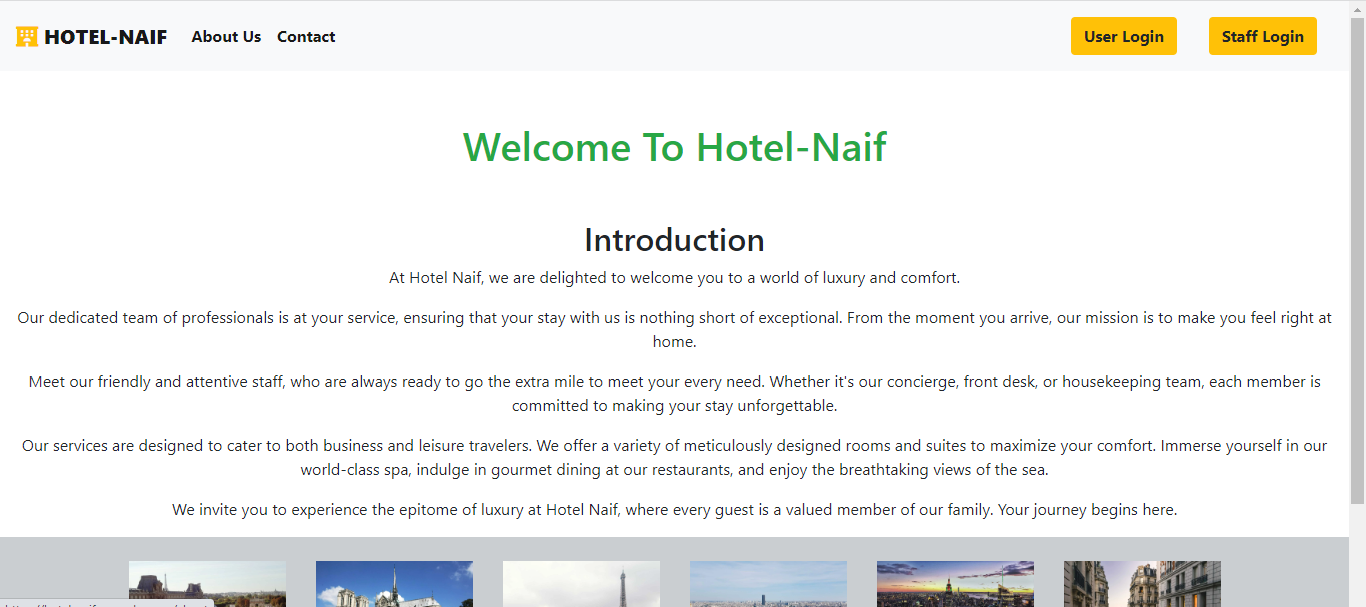 HOTEL-NAIF About Us Contact User Login Staff Login
Welcome To Hotel-Naif
Introduction
At Hotel Naif, we are delighted to welcome you to a world of luxury and comfort.
Our dedicated team of professionals is at your service, ensuring that your stay with us is nothing short of exceptional. From the moment you arrive, our mission is to make you feel right at
home.
Meet our friendly and attentive staff, who are always ready to go the extra mile to meet your every need. Whether it's our concierge, front desk, or housekeeping team, each member is
committed to making your stay unforgettable.
Our services are designed to cater to both business and leisure travelers. We offer a variety of meticulously designed rooms and suites to maximize your comfort. Immerse yourself in our
world-class spa, indulge in gourmet dining at our restaurants, and enjoy the breathtaking views of the sea.
We invite you to experience the epitome of luxury at Hotel Naif, where every guest is a valued member of our family. Your journey begins here.